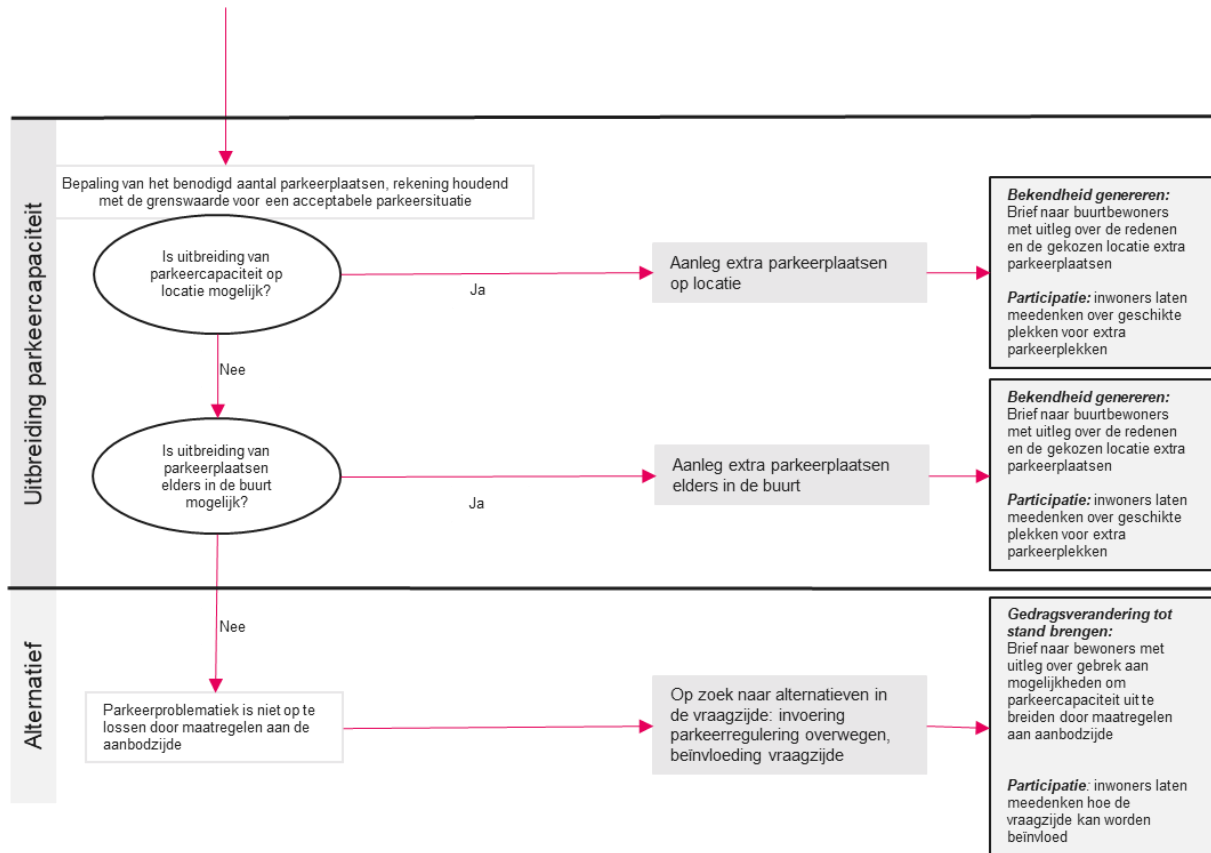 Uitbreiding parkeercapaciteit
Bepaling van het benodigd aantal parkeerplaatsen, rekening houdend
met de grenswaarde voor een acceptabele parkeersituatie
Is uitbreiding van
parkeercapaciteit op
locatie mogelijk?
Ja
Aanleg extra parkeerplaatsen
op locatie
Bekendheid genereren:
Brief naar buurtbewoners
met uitleg over de redenen
en de gekozen locatie extra
parkeerplaatsen
Participatie: inwoners laten
meedenken over geschikte
plekken voor extra
parkeerplekken
Nee
Is uitbreiding van
parkeerplaatsen
elders in de buurt
mogelijk?
Ja
Aanleg extra parkeerplaatsen
elders in de buurt
Bekendheid genereren:
Brief naar buurtbewoners
met uitleg over de redenen
en de gekozen locatie extra
parkeerplaatsen
Participatie: inwoners laten
meedenken over geschikte
plekken voor extra
parkeerplekken
Alternatief
Nee
Parkeerproblematiek is niet op te
lossen door maatregelen aan de
aanbodzijde
Op zoek naar alternatieven in
de vraagzijde: invoering
parkeerregulering overwegen,
beïnvloeding vraagzijde
Gedragsverandering tot
stand brengen:
Brief naar bewoners met
uitleg over gebrek aan
mogelijkheden om
parkeercapaciteit uit te
breiden door maatregelen
aan aanbodzijde
Participatie: inwoners laten
meedenken hoe de
vraagzijde kan worden
beïnvloed